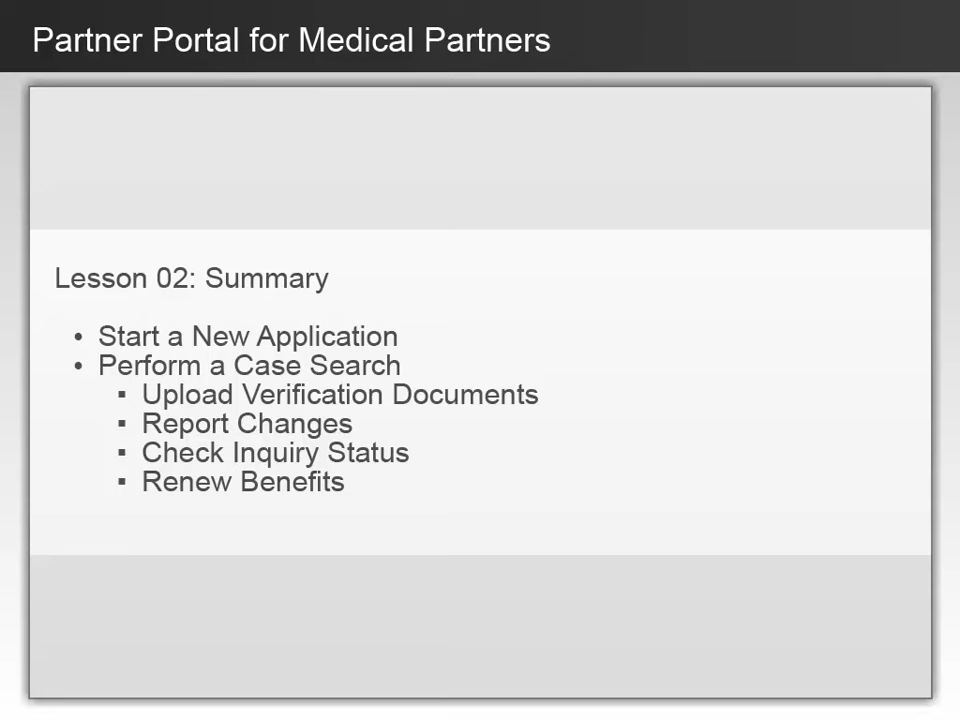 Partner Portal for Medical Partners
Lesson 02: Summary
• Start a New Application
• Perform a Case Search
▪ Upload Verification Documents
▪ Report Changes
▪ Check Inquiry Status
▪ Renew Benefits